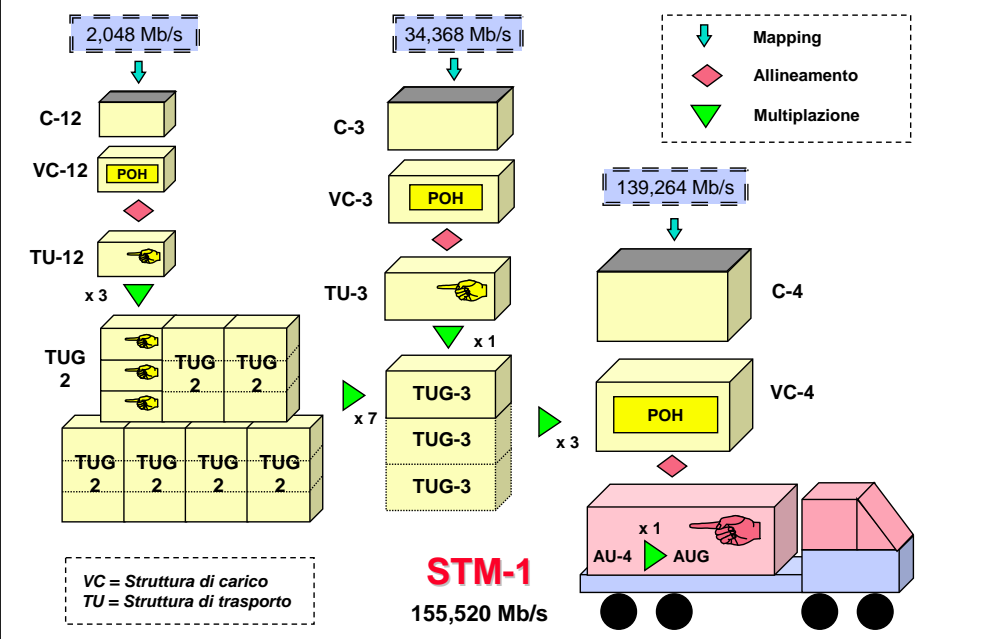 2,048 Mb/s
C-12
VC-12
POH
TU-12
x 3
TUG
2
TUG
2
TUG
2
TUG
2
TUG
2
TUG
2
TUG
2
x 7
34,368 Mb/s
C-3
VC-3
POH
TU-3
x 1
TUG-3
TUG-3
TUG-3
x 3
Mapping
Allineamento
Multiplazione
139,264 Mb/s
C-4
VC-4
POH
x 1
AU-4
AUG
VC = Struttura di carico
TU = Struttura di trasporto
STM-1
155,520 Mb/s